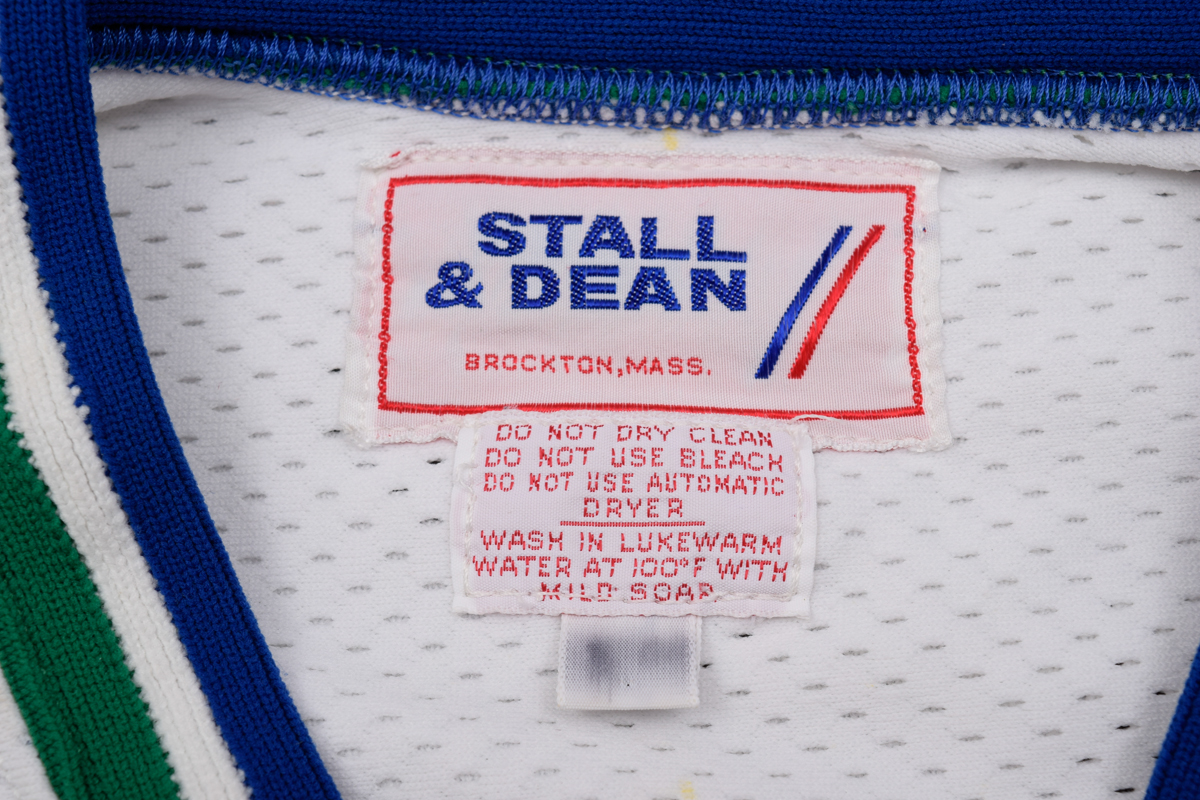 STALL
& DEAN
BROCKTON, MASS.
DO NOT DRY CLEAN
DO NOT USE BLEACH
DO NOT USE AUTOMATIC
DRYER
WASH IN LUKEWARM
WATER AT 100°F WITH
MILD SOAP